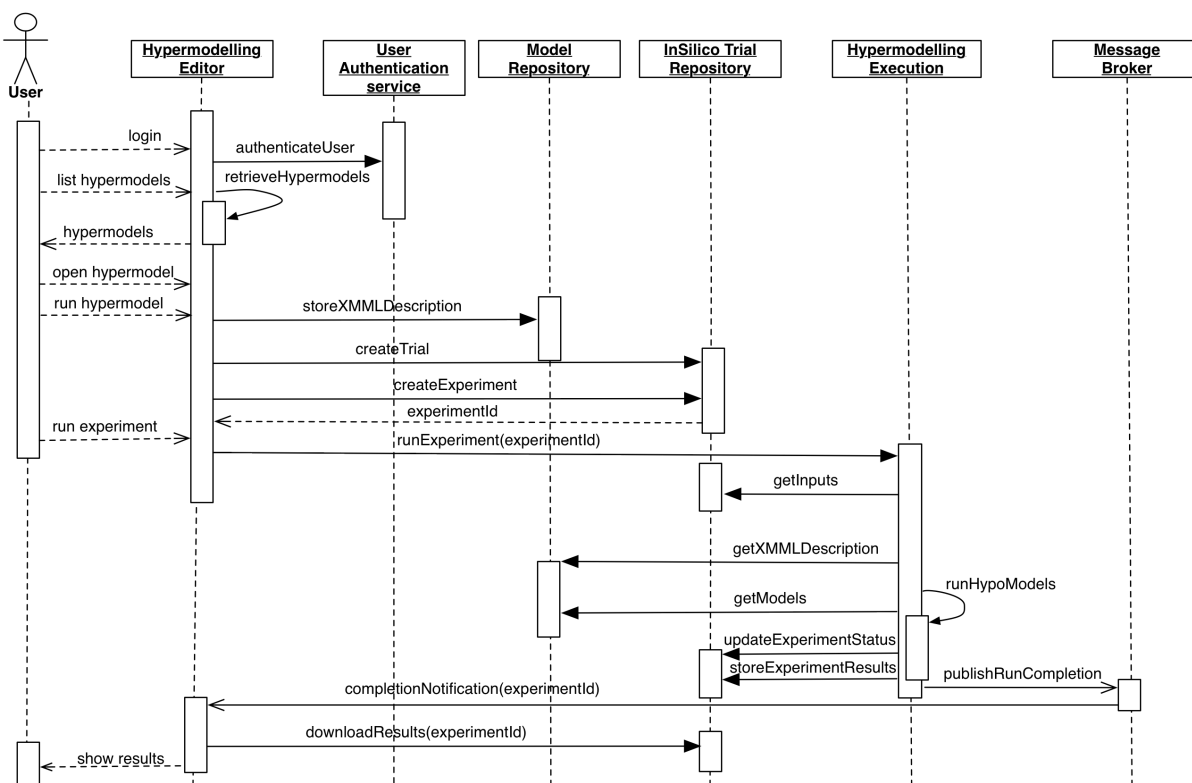 Hypermodelling
Editor
User
Authentication
service
Model
Repository
InSilico Trial
Repository
Hypermodelling
Execution
Message
Broker
User
login
authenticateUser
list hypermodels
retrieveHypermodels
hypermodels
open hypermodel
run hypermodel
storeXMMLDescription
createTrial
createExperiment
experimentId
run experiment
runExperiment(experimentId)
getInputs
getXMMLDescription
runHypoModels
getModels
updateExperimentStatus
storeExperimentResults
publishRunCompletion
completionNotification(experimentId)
downloadResults(experimentId)
show results